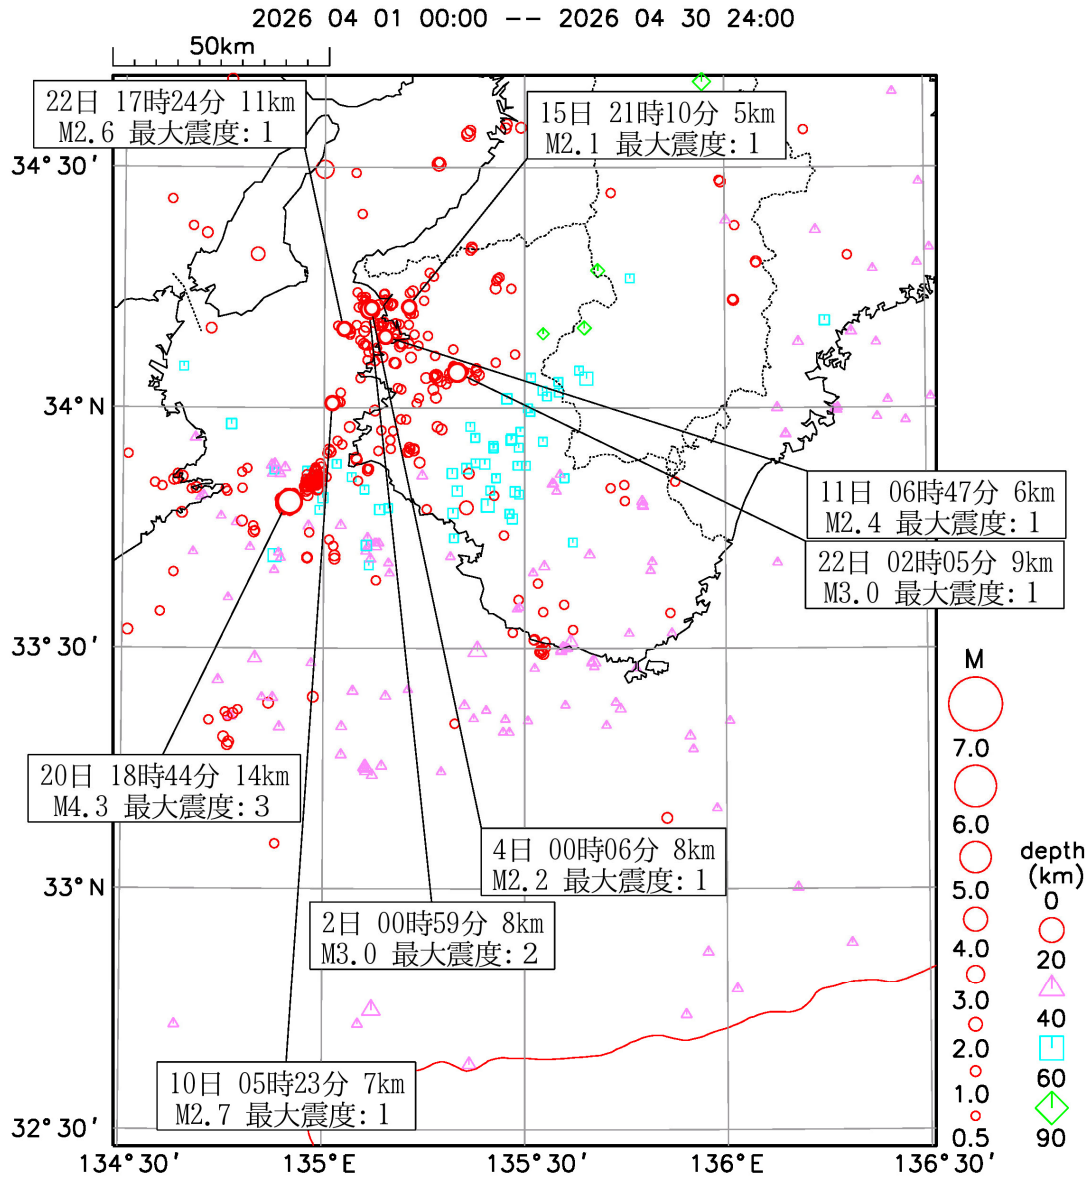 2026 04 01 00:00 -- 2026 04 30 24:00
50km
22日 17時24分 11km
M2.6 最大震度:1
15日 21時10分 5km
M2.1 最大震度:1
34°30′
34°N
11日 06時47分 6km
M2.4 最大震度:1
22日 02時05分 9km
M3.0 最大震度:1
33°30′
20日 18時44分 14km
M4.3 最大震度:3
4日 00時06分 8km
M2.2 最大震度:1
33°N
2日 00時59分 8km
M3.0 最大震度:2
10日 05時23分 7km
M2.7 最大震度:1
32°30′
134°30′
135°E
135°30′
136°E
136°30′
M
7.0
6.0
5.0
4.0
3.0
2.0
1.0
0.5
depth
(km)
0
20
40
60
90